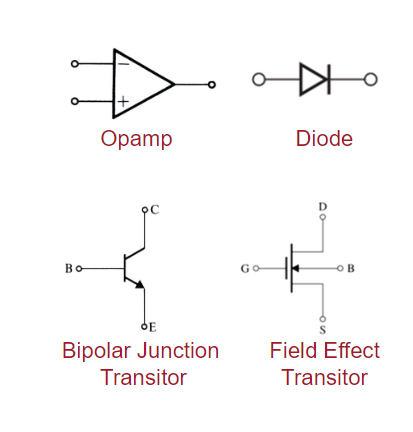 −
+
Opamp
Diode
C
B
E
D
G
B
S
Bipolar Junction
Transitor
Field Effect
Transitor